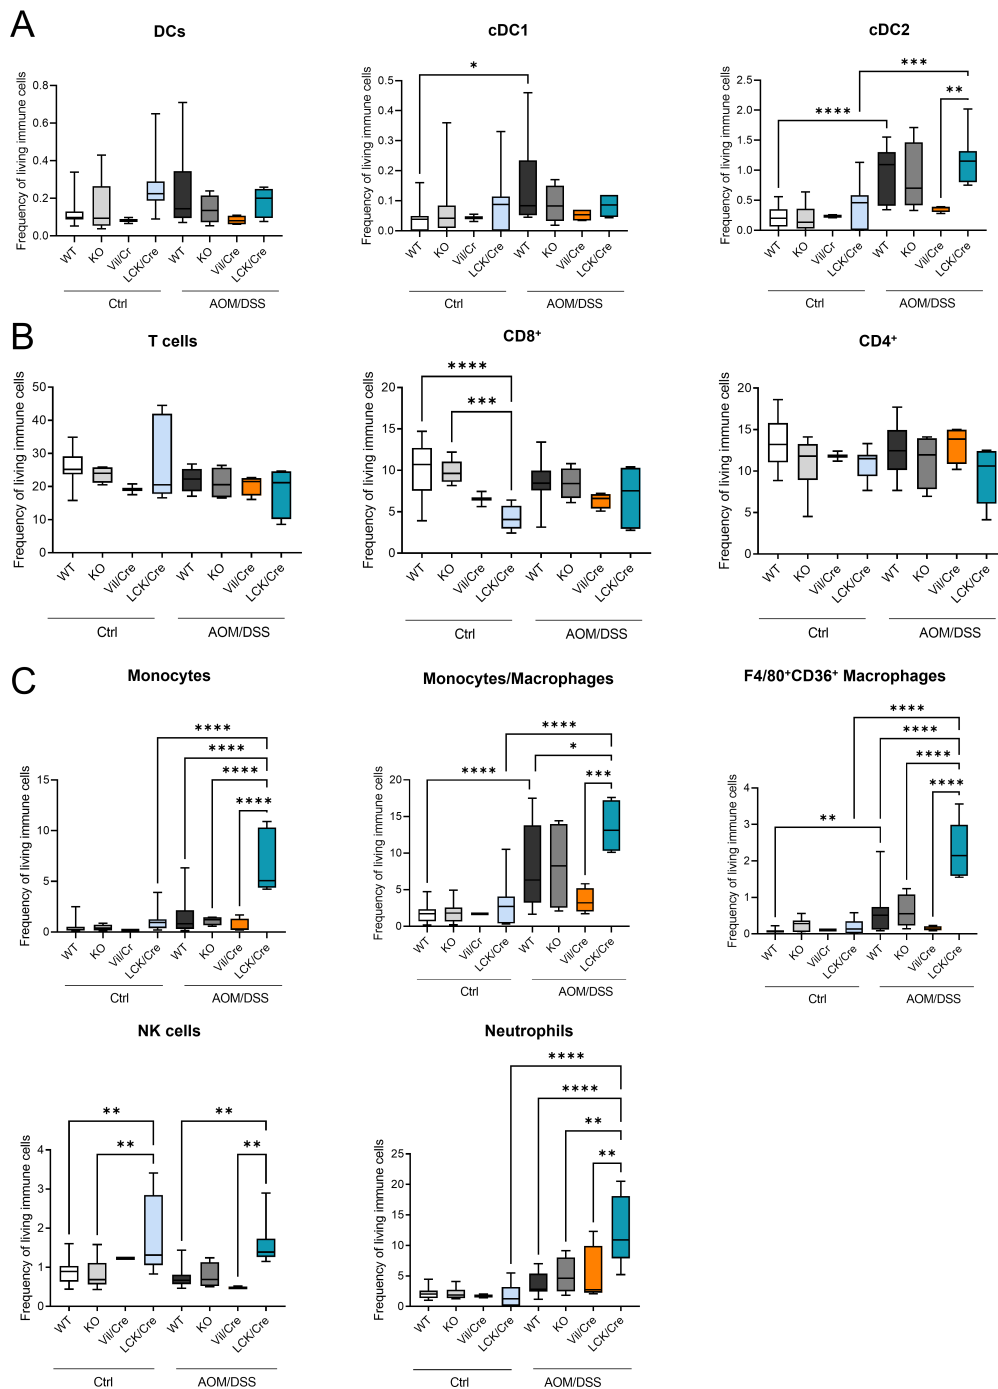 A
DCs
cDC1
cDC2
Frequency of living immune cells
0.8
0.6
0.4
0.2
0.0
WT
KO
Vil/Cr
LCK/Cre
WT
KO
Vil/Cre
LCK/Cre
Ctrl
AOM/DSS
Frequency of living immune cells
0.5
0.4
0.3
0.2
0.1
0.0
*
WT
KO
Vil/Cre
LCK/Cre
WT
KO
Vil/Cre
LCK/Cre
Ctrl
AOM/DSS
Frequency of living immune cells
2.5
2.0
1.5
1.0
0.5
0.0
***
**
****
WT
KO
Vil/Cre
LCK/Cre
WT
KO
Vil/Cre
LCK/Cre
Ctrl
AOM/DSS
B
T cells
CD8⁺
CD4⁺
Frequency of living immune cells
50
40
30
20
10
0
WT
KO
Vil/Cre
LCK/Cre
WT
KO
Vil/Cre
LCK/Cre
Ctrl
AOM/DSS
Frequency of living immune cells
20
15
10
5
0
****
***
WT
KO
Vil/Cre
LCK/Cre
WT
KO
Vil/Cre
LCK/Cre
Ctrl
AOM/DSS
Frequency of living immune cells
20
15
10
5
0
WT
KO
Vil/Cre
LCK/Cre
WT
KO
Vil/Cre
LCK/Cre
Ctrl
AOM/DSS
C
Monocytes
Monocytes/Macrophages
F4/80⁺CD36⁺ Macrophages
Frequency of living immune cells
15
10
5
0
****
****
****
****
WT
KO
Vil/Cr
LCK/Cre
WT
KO
Vil/Cre
LCK/Cre
Ctrl
AOM/DSS
Frequency of living immune cells
20
15
10
5
0
****
*
****
***
WT
KO
Vil/Cr
LCK/Cre
WT
KO
Vil/Cre
LCK/Cre
Ctrl
AOM/DSS
Frequency of living immune cells
4
3
2
1
0
****
****
****
****
**
WT
KO
Vil/Cr
LCK/Cre
WT
KO
Vil/Cre
LCK/Cre
Ctrl
AOM/DSS
NK cells
Neutrophils
Frequency of living immune cells
4
3
2
1
0
**
**
**
**
WT
KO
Vil/Cre
LCK/Cre
WT
KO
Vil/Cre
LCK/Cre
Ctrl
AOM/DSS
Frequency of living immune cells
25
20
15
10
5
0
****
****
**
**
WT
KO
Vil/Cre
LCK/Cre
WT
KO
Vil/Cre
LCK/Cre
Ctrl
AOM/DSS